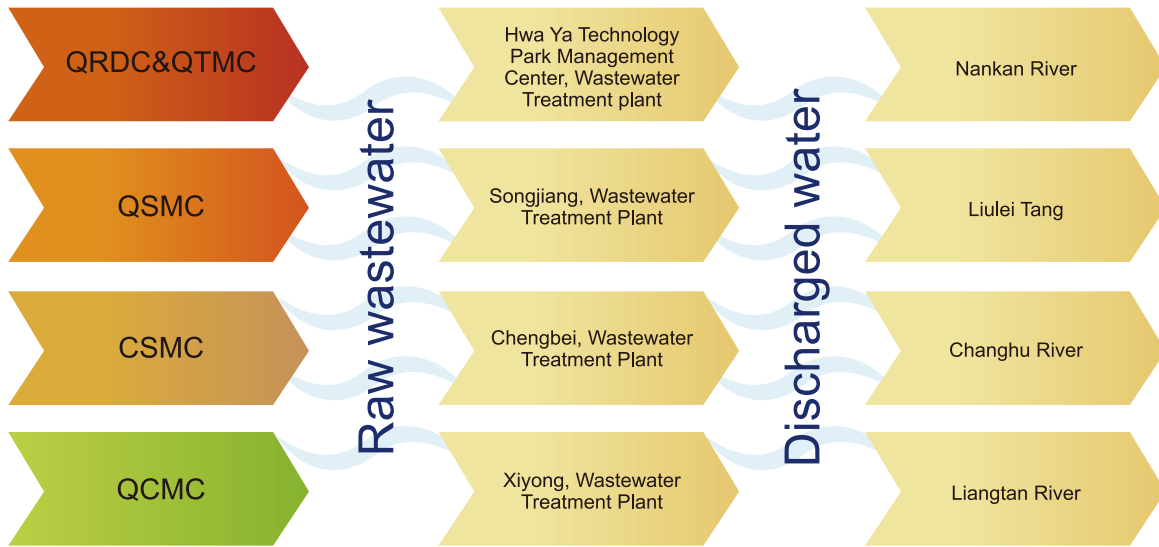 QRDC&QTMC
Hwa Ya Technology
Park Management
Center, Wastewater
Treatment plant
Nankan River
QSMC
Songjiang, Wastewater
Treatment Plant
Liulei Tang
CSMC
Chengbei, Wastewater
Treatment Plant
Changhu River
QCMC
Xiyong, Wastewater
Treatment Plant
Liangtan River
Raw wastewater
Discharged water